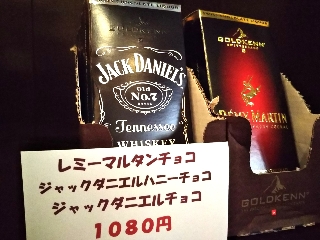 GOLDKENN
JACK DANIEL'S
OLD
No.7
Tennessee
WHISKEY
GOLDKENN
SWITZERLAND
RÉMY MARTIN
GOLDKENN
レミーマルタンチョコ
ジャックダニエルハニーチョコ
ジャックダニエルチョコ
1080円